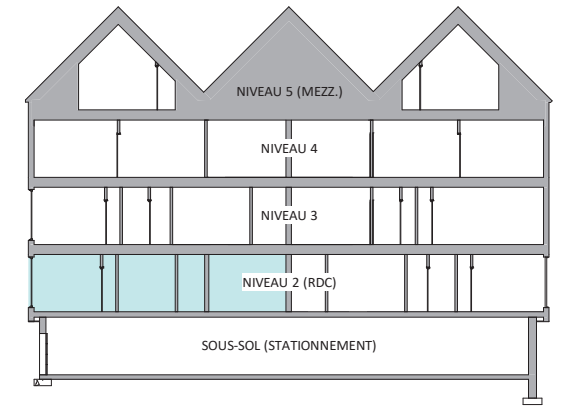 NIVEAU 5 (MEZZ.)
NIVEAU 4
NIVEAU 3
NIVEAU 2 (RDC)
SOUS-SOL (STATIONNEMENT)